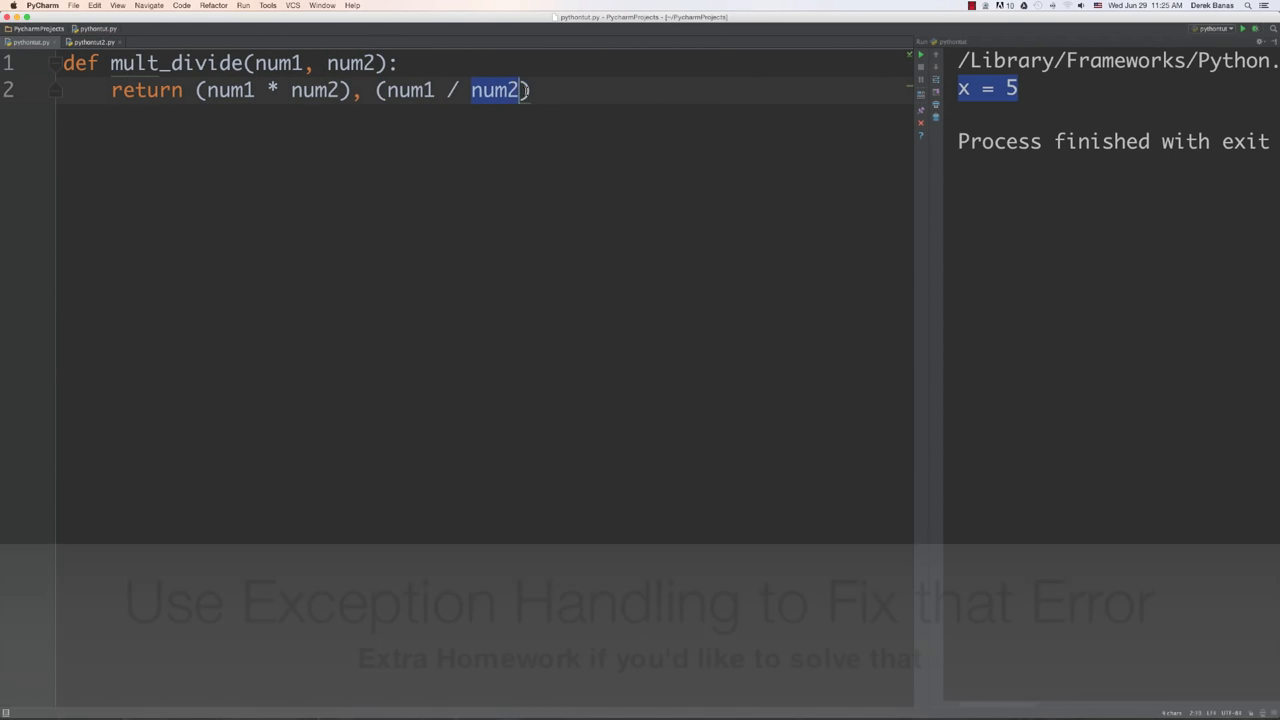 PyCharm File Edit View Navigate Code Refactor Run Tools VCS Window Help
10 Wed Jun 29 11:25 AM Derek Banas
pythontut.py - PycharmProjects - [~/PycharmProjects]
PycharmProjects pythontut.py
pythontut
pythontut.py pythontut2.py
Run pythontut
1 def mult_divide(num1, num2):
2 return (num1 * num2), (num1 / num2)
/Library/Frameworks/Python.
x = 5
Process finished with exit
Use Exception Handling to Fix that Error
Extra Homework if you'd like to solve that